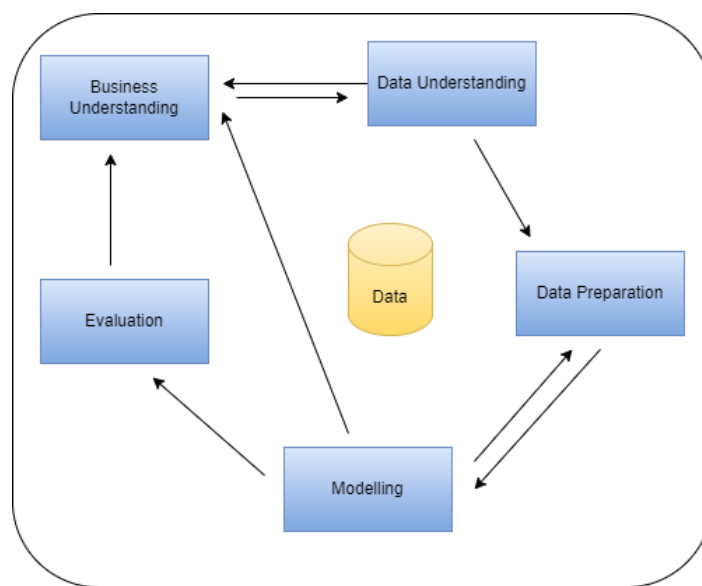 Business
Understanding
Data Understanding
Data
Data Preparation
Evaluation
Modelling